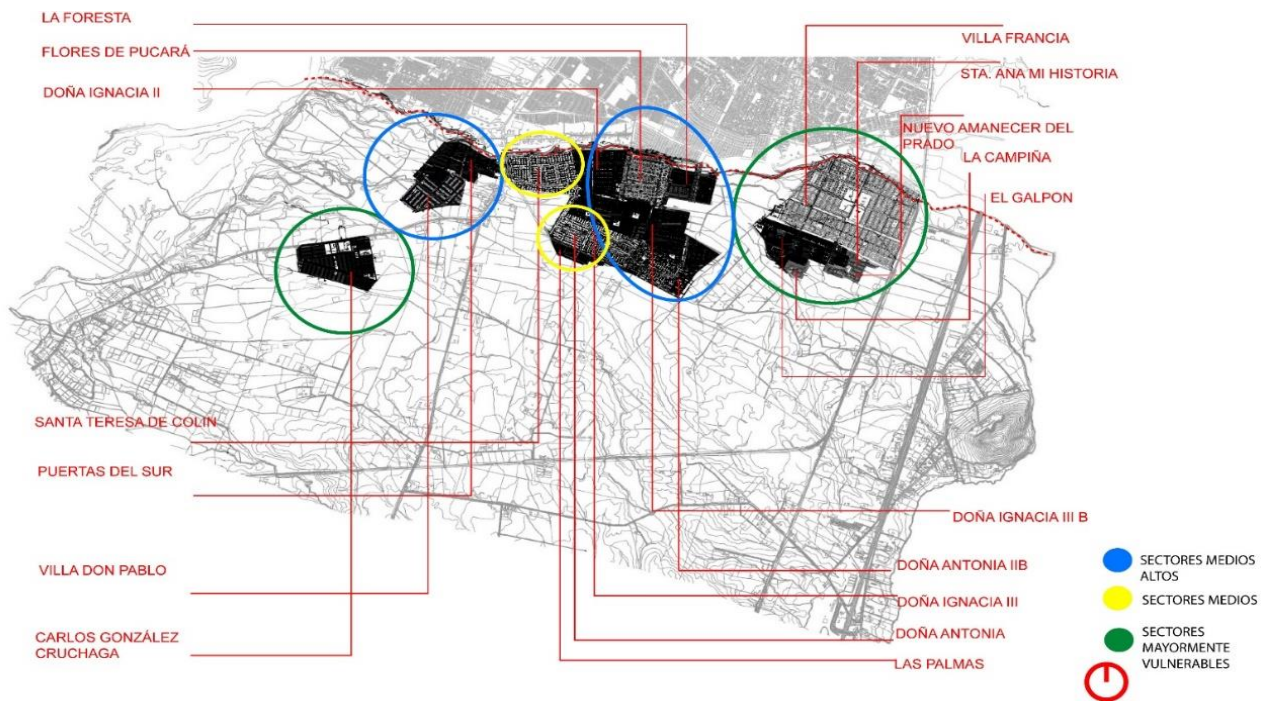 LA FORESTA
FLORES DE PUCARÁ
DOÑA IGNACIA II
VILLA FRANCIA
STA. ANA MI HISTORIA
NUEVO AMANECER DEL
PRADO
LA CAMPIÑA
EL GALPON
SANTA TERESA DE COLIN
PUERTAS DEL SUR
VILLA DON PABLO
CARLOS GONZÁLEZ
CRUCHAGA
DOÑA IGNACIA III B
DOÑA ANTONIA IIB
DOÑA IGNACIA III
DOÑA ANTONIA
LAS PALMAS
SECTORES MEDIOS
ALTOS
SECTORES MEDIOS
SECTORES
MAYORMENTE
VULNERABLES